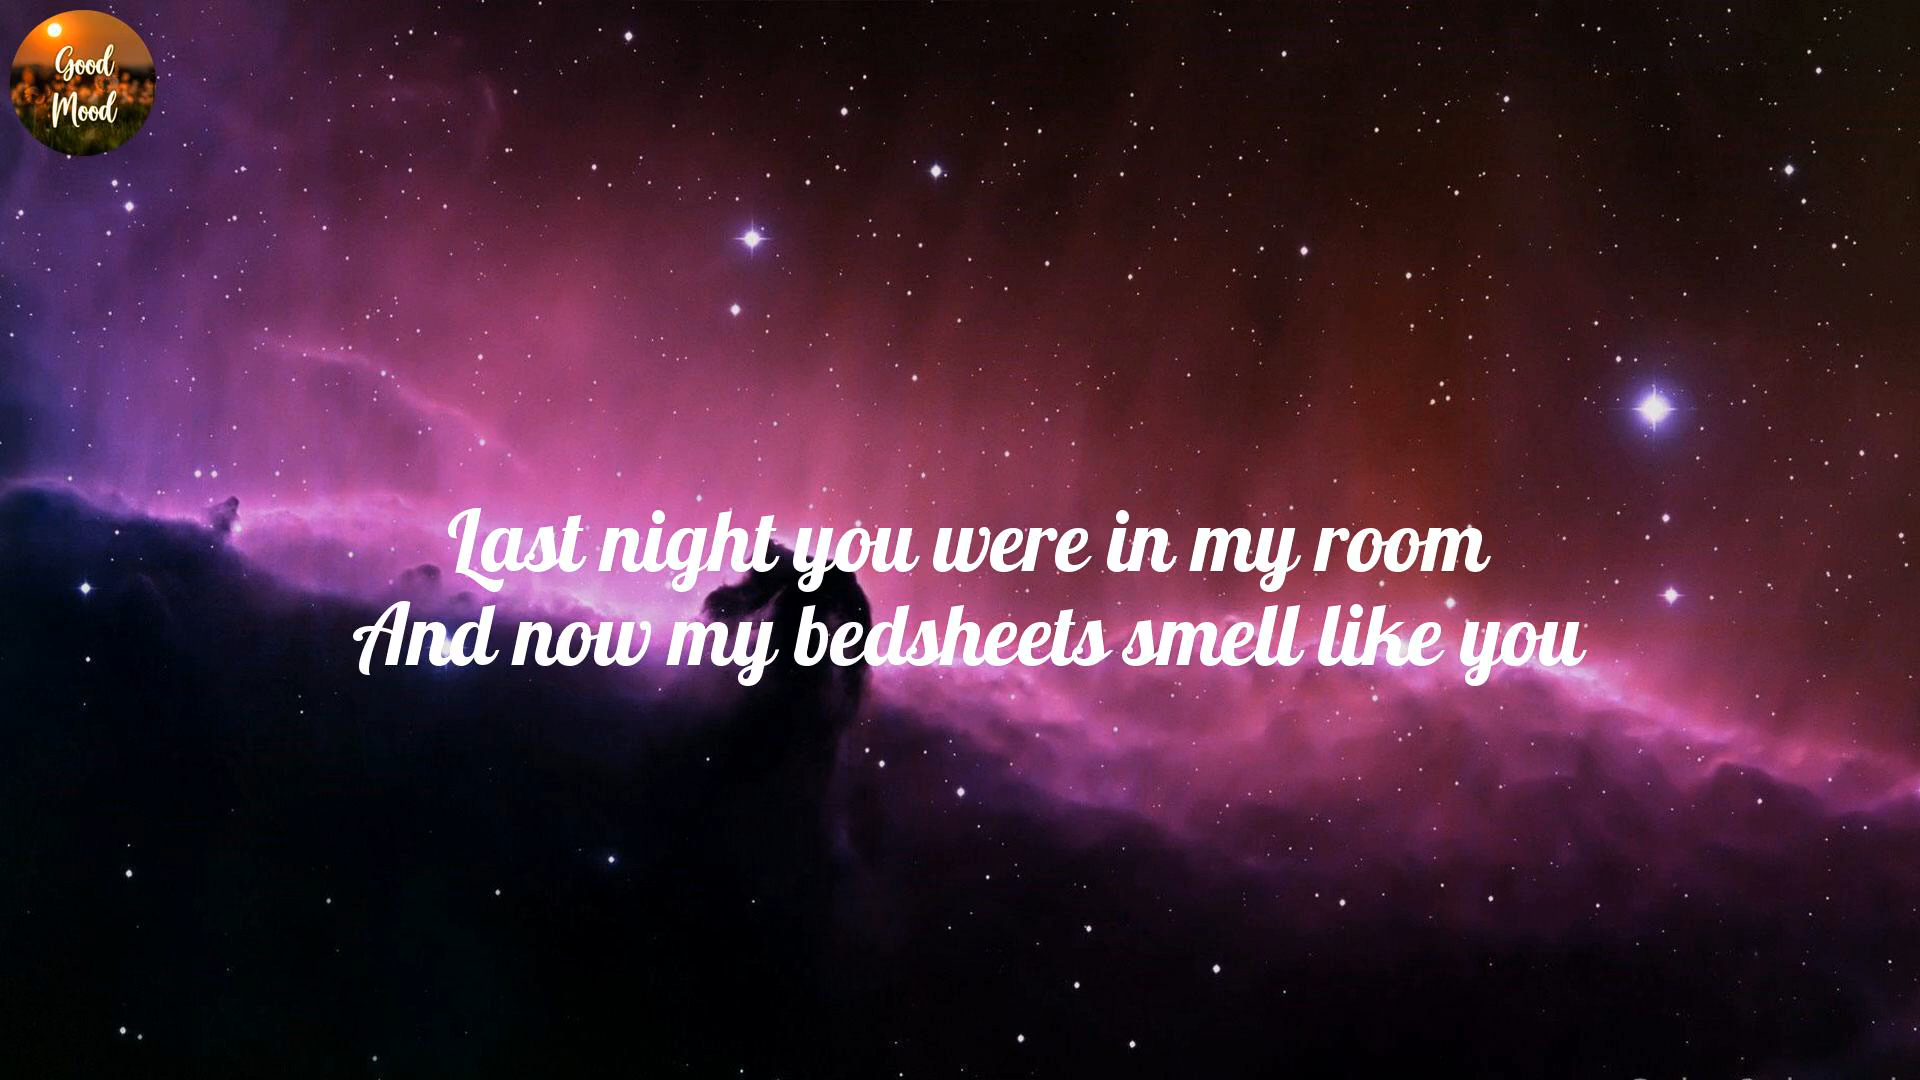 Good
Mood
Last night you were in my room
And now my bedsheets smell like you